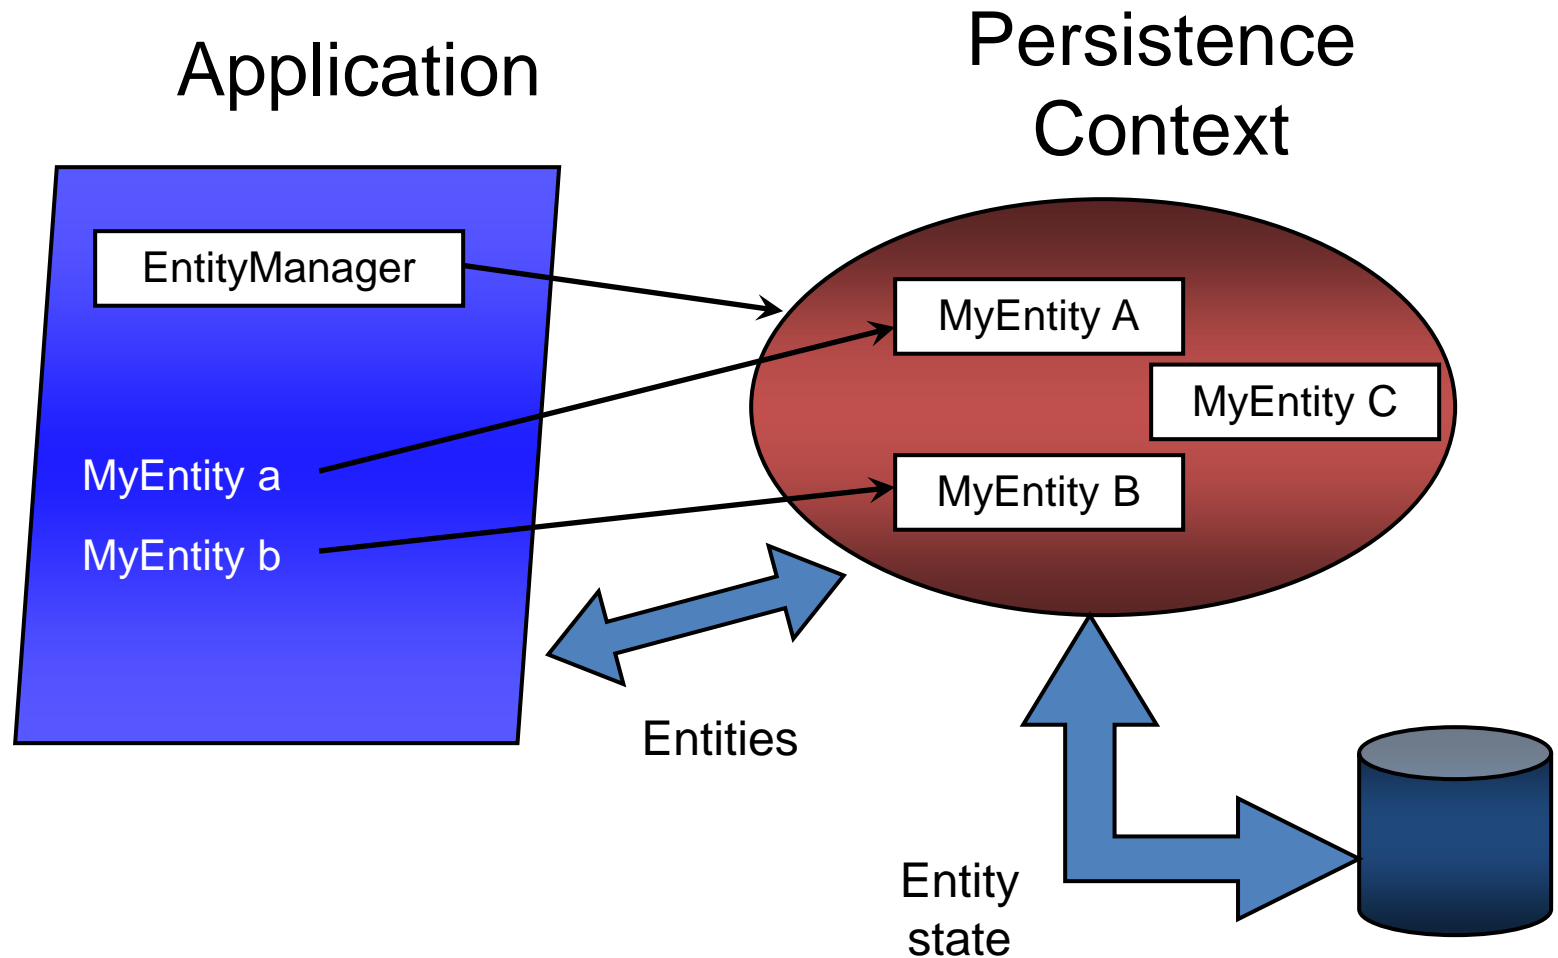 Application
Persistence
Context
EntityManager
MyEntity a
MyEntity b
MyEntity A
MyEntity C
MyEntity B
Entities
Entity
state